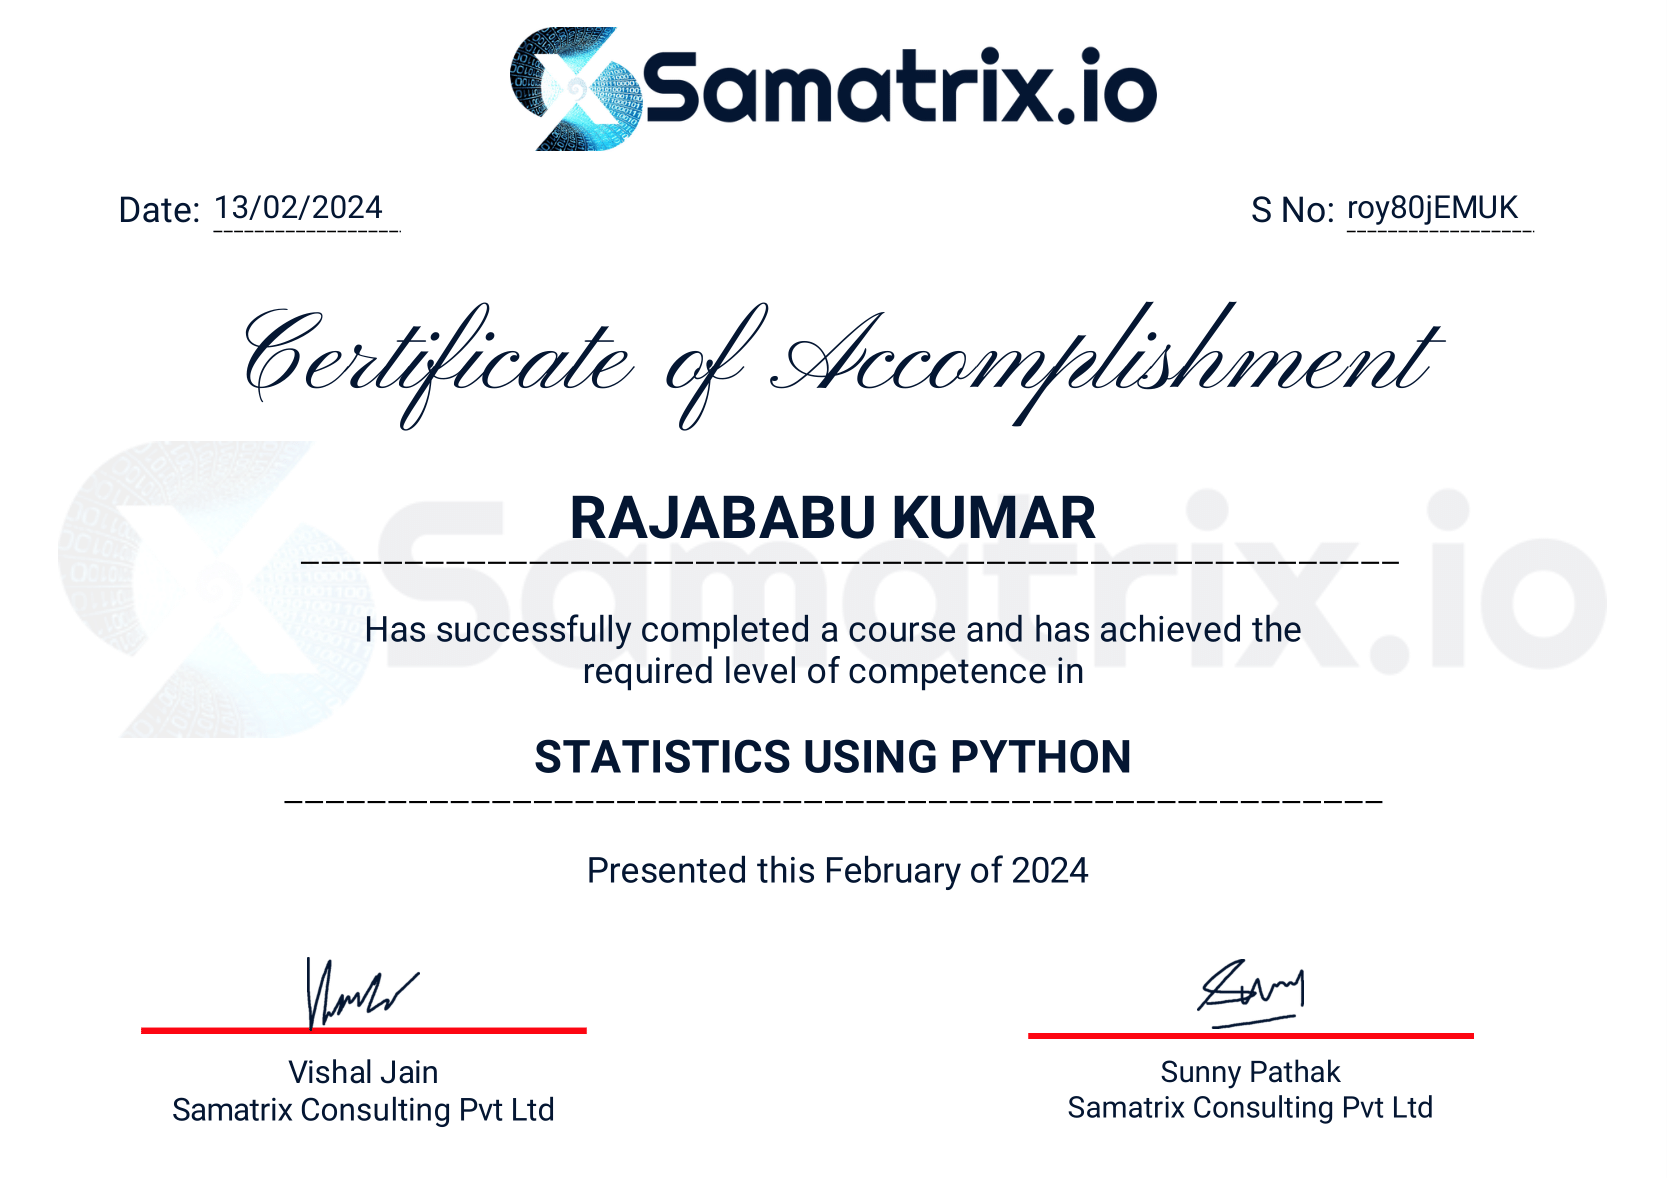 Samatrix.io
Date: 13/02/2024
S No: roy80jEMUK
Certificate of Accomplishment
RAJABABU KUMAR
Has successfully completed a course and has achieved the
required level of competence in
STATISTICS USING PYTHON
Presented this February of 2024
Vishal Jain
Samatrix Consulting Pvt Ltd
Sunny Pathak
Samatrix Consulting Pvt Ltd